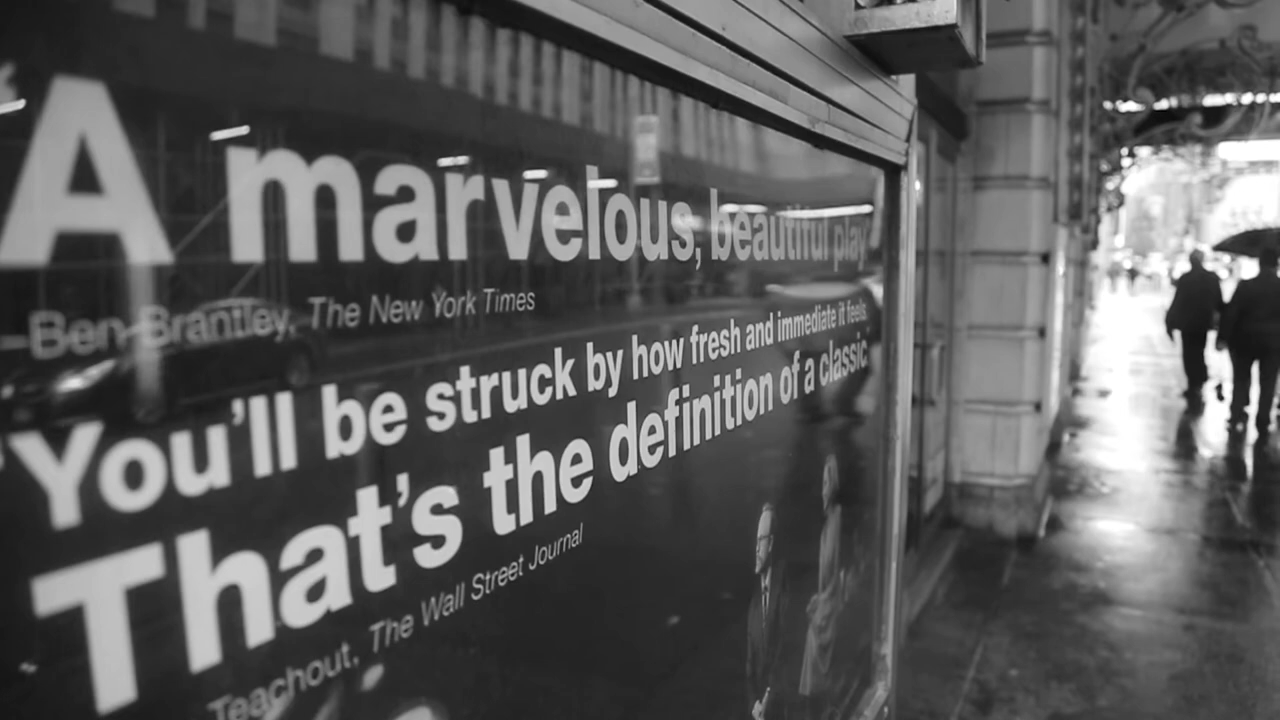 “A marvelous, beautiful play
—Ben Brantley, The New York Times
“You'll be struck by how fresh and immediate it feels.
That's the definition of a classic
Teachout, The Wall Street Journal